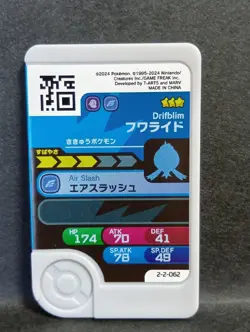 ©2024 Pokémon. ©1995-2024 Nintendo/
Creatures Inc./GAME FREAK inc.
Developed by T-ARTS and MARV
MADE IN CHINA
Drifblim
フワライド
ききゅうポケモン
すばやさ
Air Slash
エアスラッシュ
HP 174
ATK 70
DEF 41
SP.ATK 78
SP.DEF 49
2-2-062